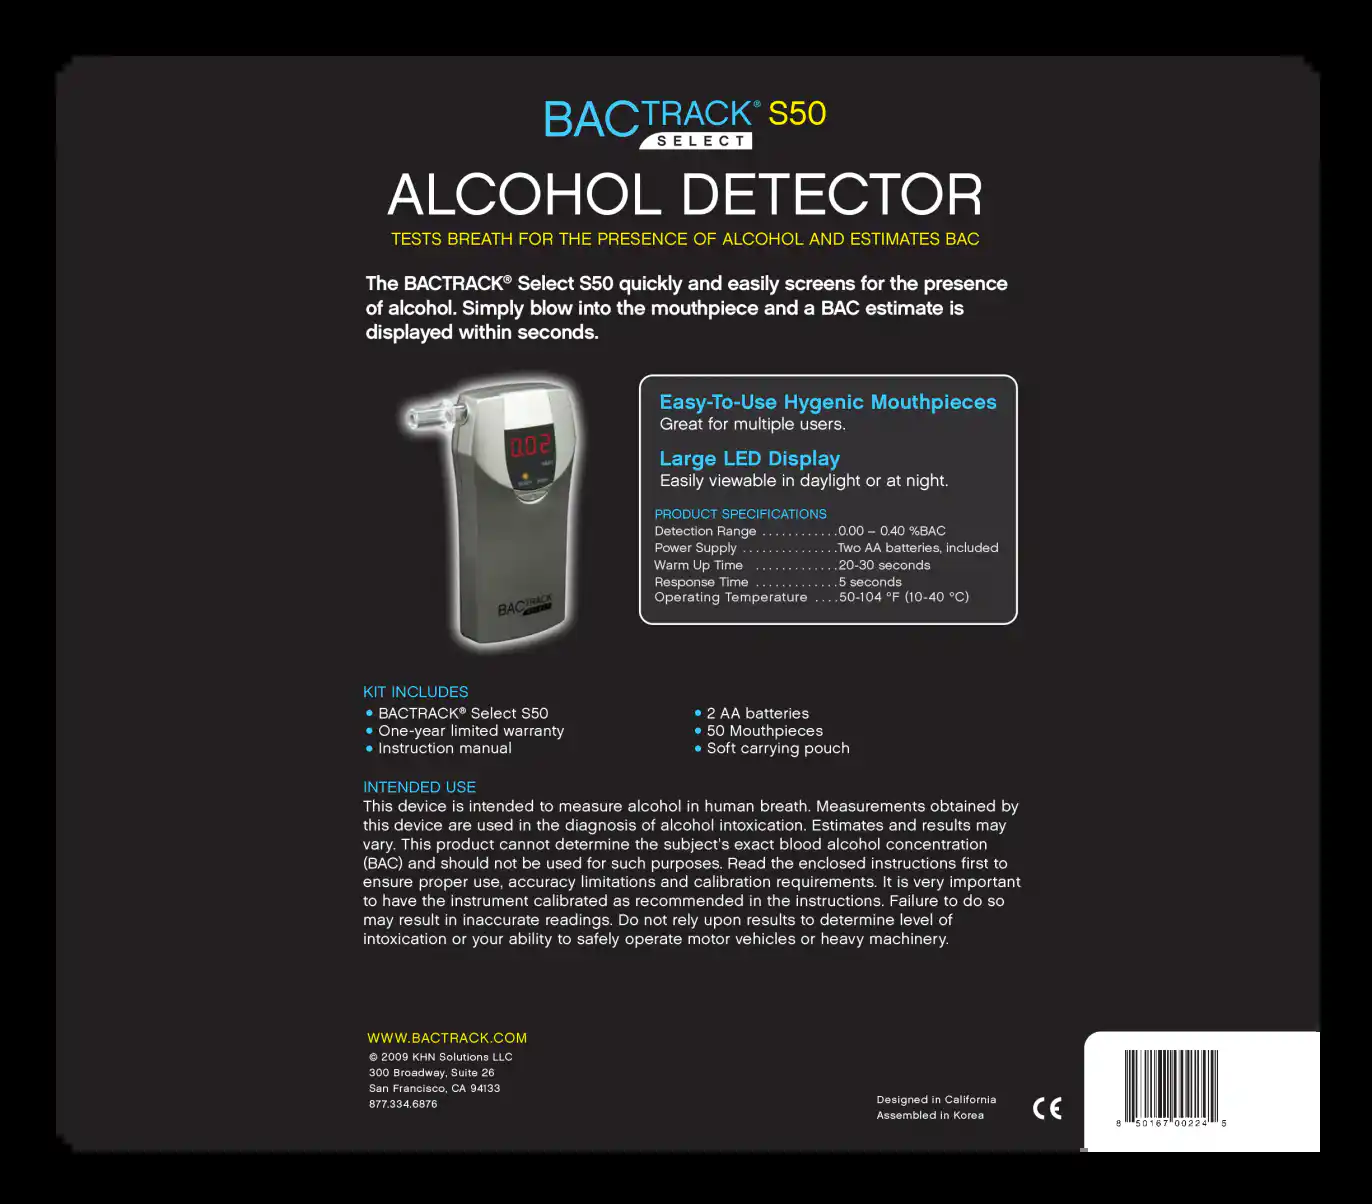 BACTRACK® S50
SELECT
ALCOHOL DETECTOR
TESTS BREATH FOR THE PRESENCE OF ALCOHOL AND ESTIMATES BAC
The BACTRACK® Select S50 quickly and easily screens for the presence
of alcohol. Simply blow into the mouthpiece and a BAC estimate is
displayed within seconds.
0.02
BACTRACK
SELECT
Easy-To-Use Hygenic Mouthpieces
Great for multiple users.
Large LED Display
Easily viewable in daylight or at night.
PRODUCT SPECIFICATIONS
Detection Range . . . . . . . . . . . . 0.00 – 0.40 %BAC
Power Supply . . . . . . . . . . . . . . . Two AA batteries, included
Warm Up Time . . . . . . . . . . . . . 20-30 seconds
Response Time . . . . . . . . . . . . . 5 seconds
Operating Temperature . . . . 50-104 °F (10-40 °C)
KIT INCLUDES
• BACTRACK® Select S50
• One-year limited warranty
• Instruction manual
• 2 AA batteries
• 50 Mouthpieces
• Soft carrying pouch
INTENDED USE
This device is intended to measure alcohol in human breath. Measurements obtained by
this device are used in the diagnosis of alcohol intoxication. Estimates and results may
vary. This product cannot determine the subject's exact blood alcohol concentration
(BAC) and should not be used for such purposes. Read the enclosed instructions first to
ensure proper use, accuracy limitations and calibration requirements. It is very important
to have the instrument calibrated as recommended in the instructions. Failure to do so
may result in inaccurate readings. Do not rely upon results to determine level of
intoxication or your ability to safely operate motor vehicles or heavy machinery.
WWW.BACTRACK.COM
© 2009 KHN Solutions LLC
300 Broadway, Suite 26
San Francisco, CA 94133
877.334.6876
Designed in California
Assembled in Korea
CE
8 50167 00224 5